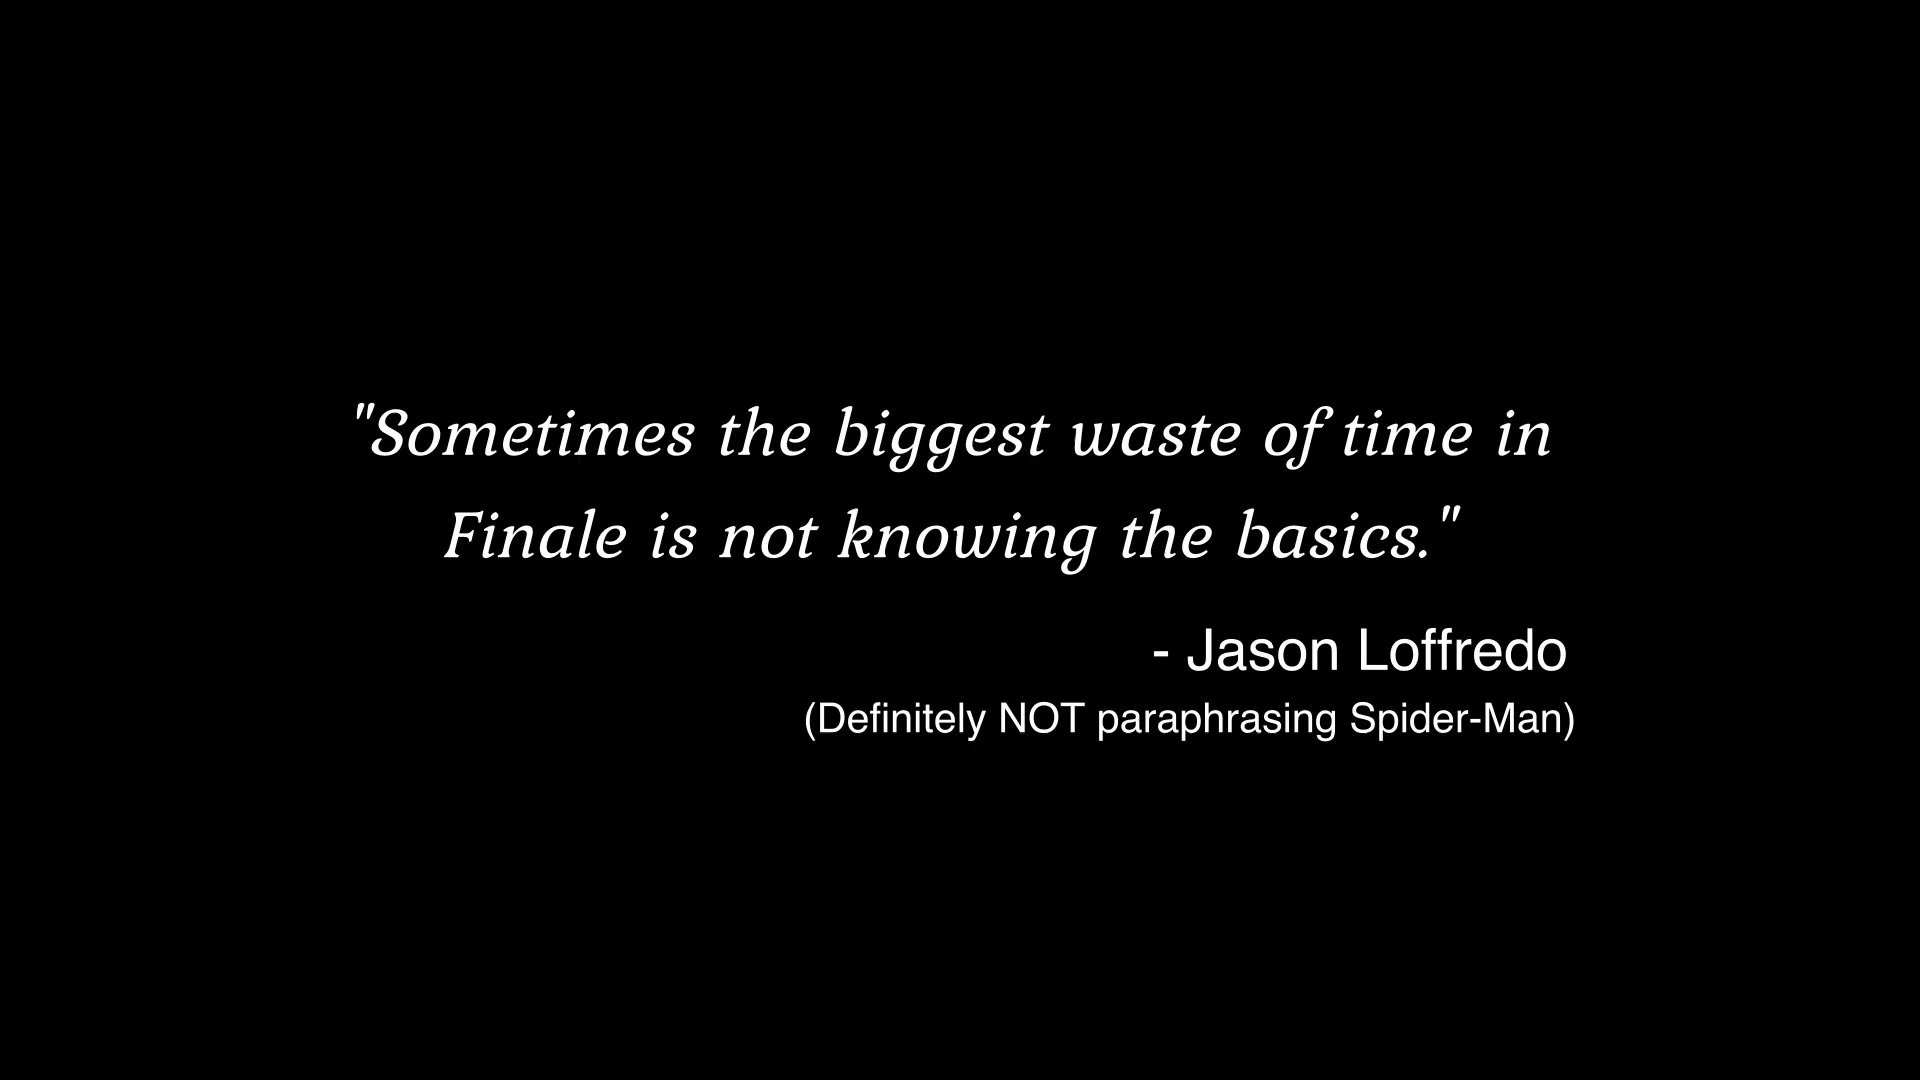 "Sometimes the biggest waste of time in
Finale is not knowing the basics."
- Jason Loffredo
(Definitely NOT paraphrasing Spider-Man)